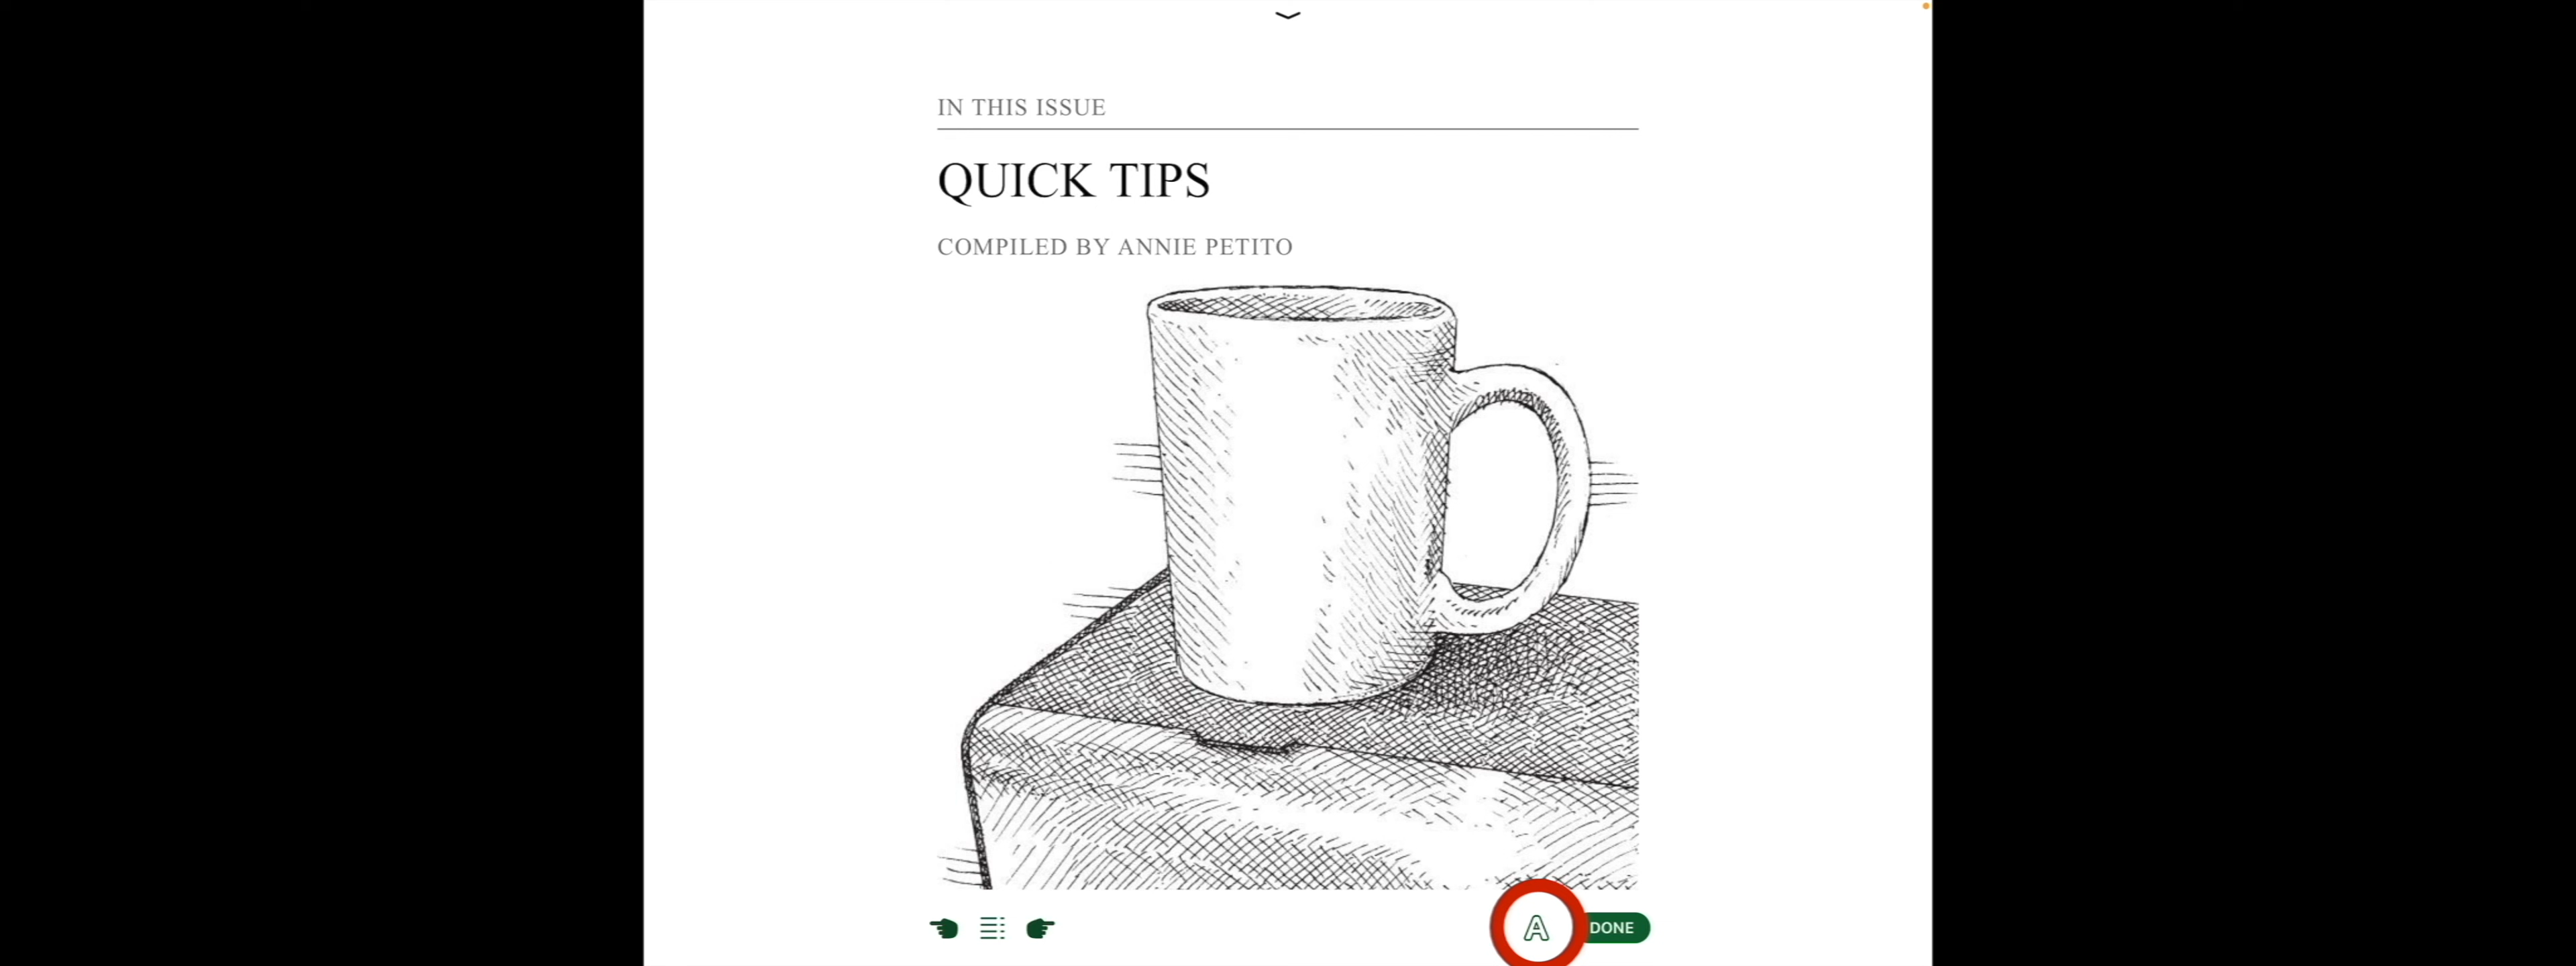 IN THIS ISSUE
QUICK TIPS
COMPILED BY ANNIE PETITO
A
DONE